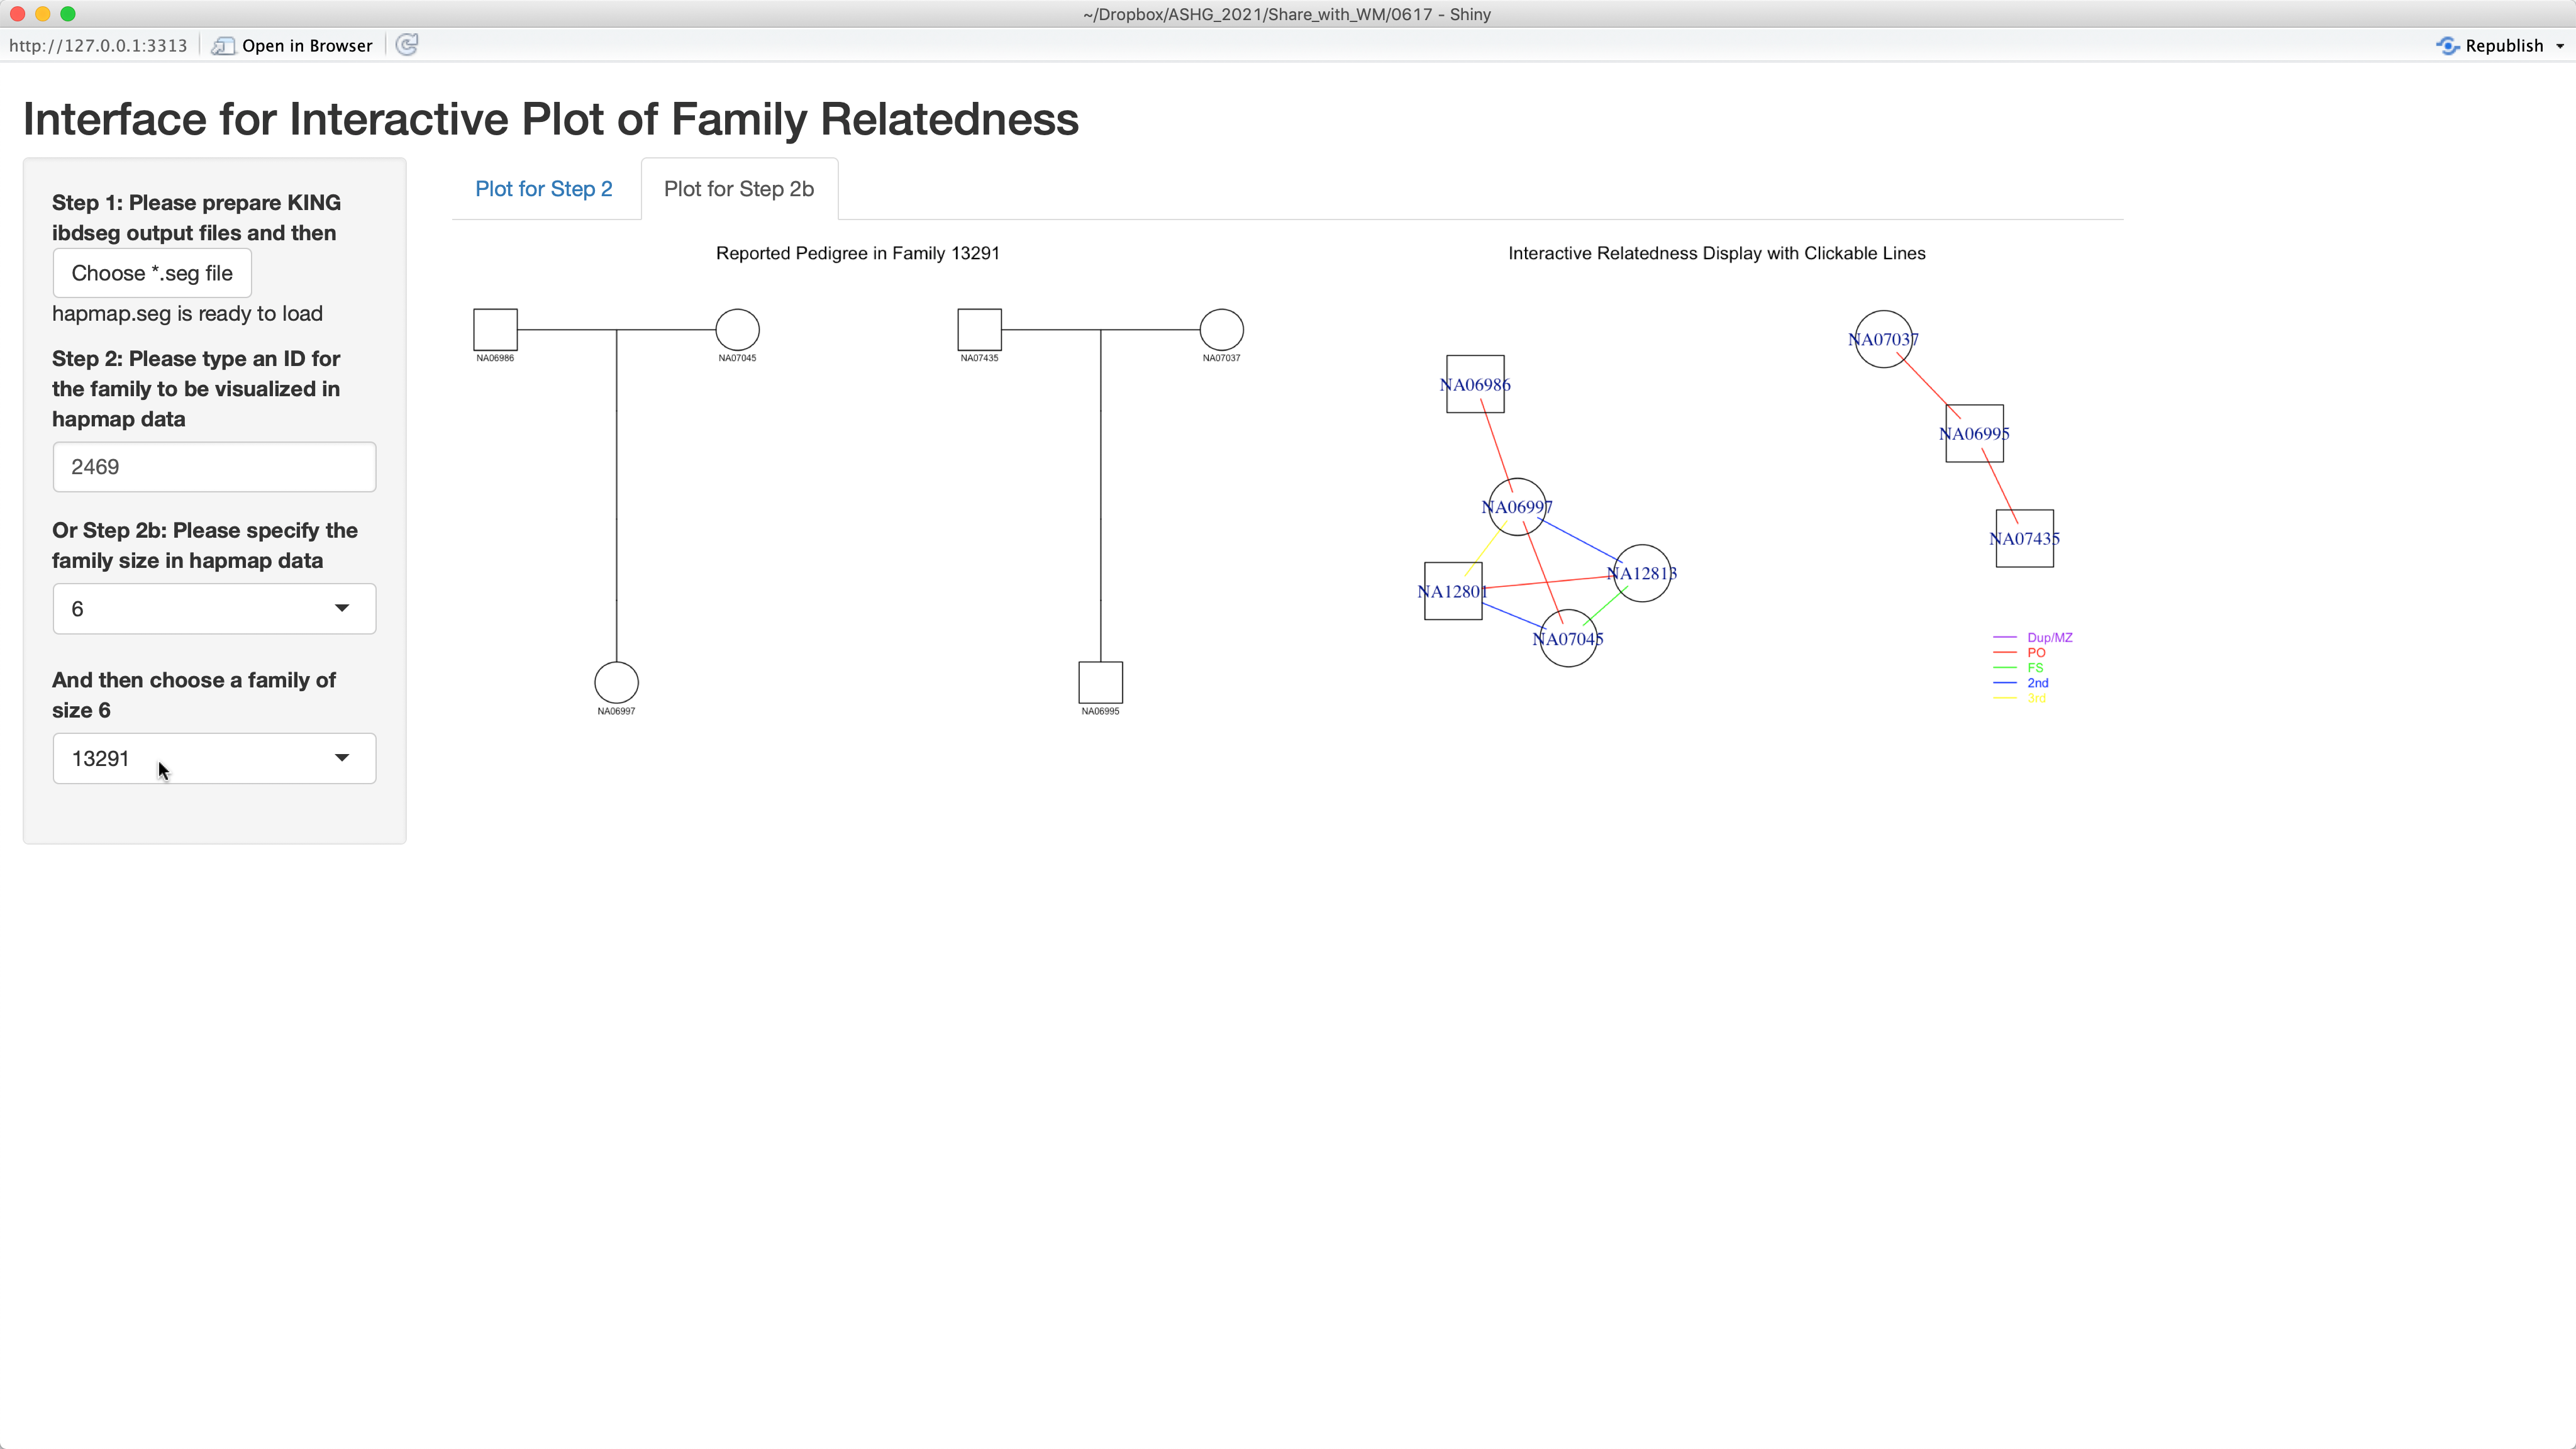 ~/Dropbox/ASHG_2021/Share_with_WM/0617 - Shiny
http://127.0.0.1:3313
Open in Browser
Republish
Interface for Interactive Plot of Family Relatedness
Step 1: Please prepare KING
ibdseg output files and then
Choose *.seg file
hapmap.seg is ready to load
Step 2: Please type an ID for
the family to be visualized in
hapmap data
2469
Or Step 2b: Please specify the
family size in hapmap data
6
And then choose a family of
size 6
13291
Plot for Step 2
Plot for Step 2b
Reported Pedigree in Family 13291
NA06986
NA07045
NA07435
NA07037
NA06997
NA06995
Interactive Relatedness Display with Clickable Lines
NA07037
NA06986
NA06995
NA06997
NA07435
NA12813
NA12801
NA07045
Dup/MZ
PO
FS
2nd
3rd